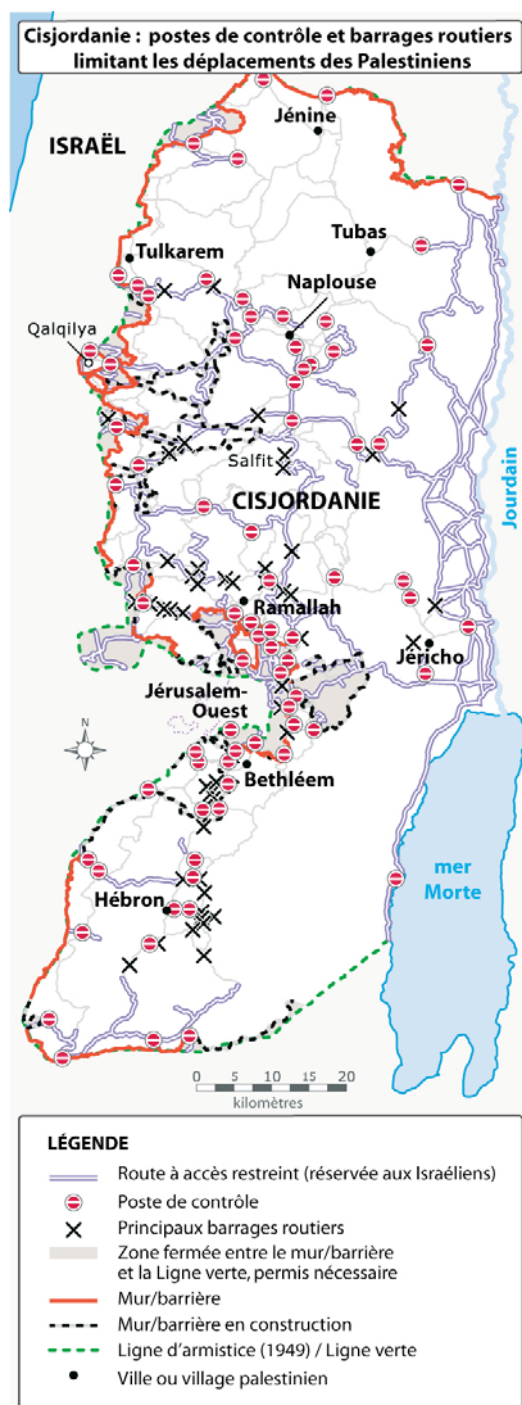 Cisjordanie : postes de contrôle et barrages routiers
limitant les déplacements des Palestiniens
Jénine
ISRAËL
Tubas
Tulkarem
Naplouse
Qalqilya
Salfit
CISJORDANIE
Jourdain
Ramallah
Jéricho
Jérusalem-
Ouest
N
Bethléem
mer
Morte
Hébron
0 5 10 15 20
kilomètres
LÉGENDE
Route à accès restreint (réservée aux Israéliens)
Poste de contrôle
Principaux barrages routiers
Zone fermée entre le mur/barrière
et la Ligne verte, permis nécessaire
Mur/barrière
Mur/barrière en construction
Ligne d'armistice (1949) / Ligne verte
Ville ou village palestinien